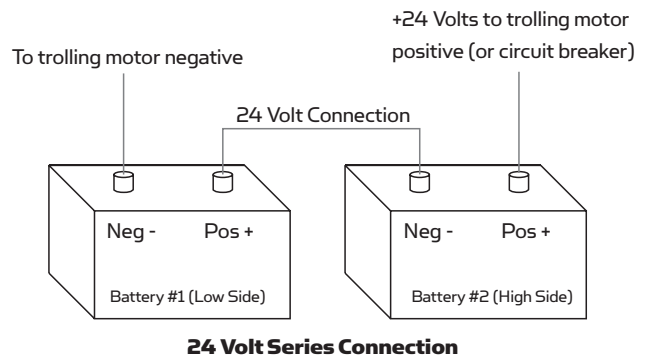 +24 Volts to trolling motor
positive (or circuit breaker)
To trolling motor negative
24 Volt Connection
Neg - Pos +
Neg - Pos +
Battery #1 (Low Side)
Battery #2 (High Side)
24 Volt Series Connection